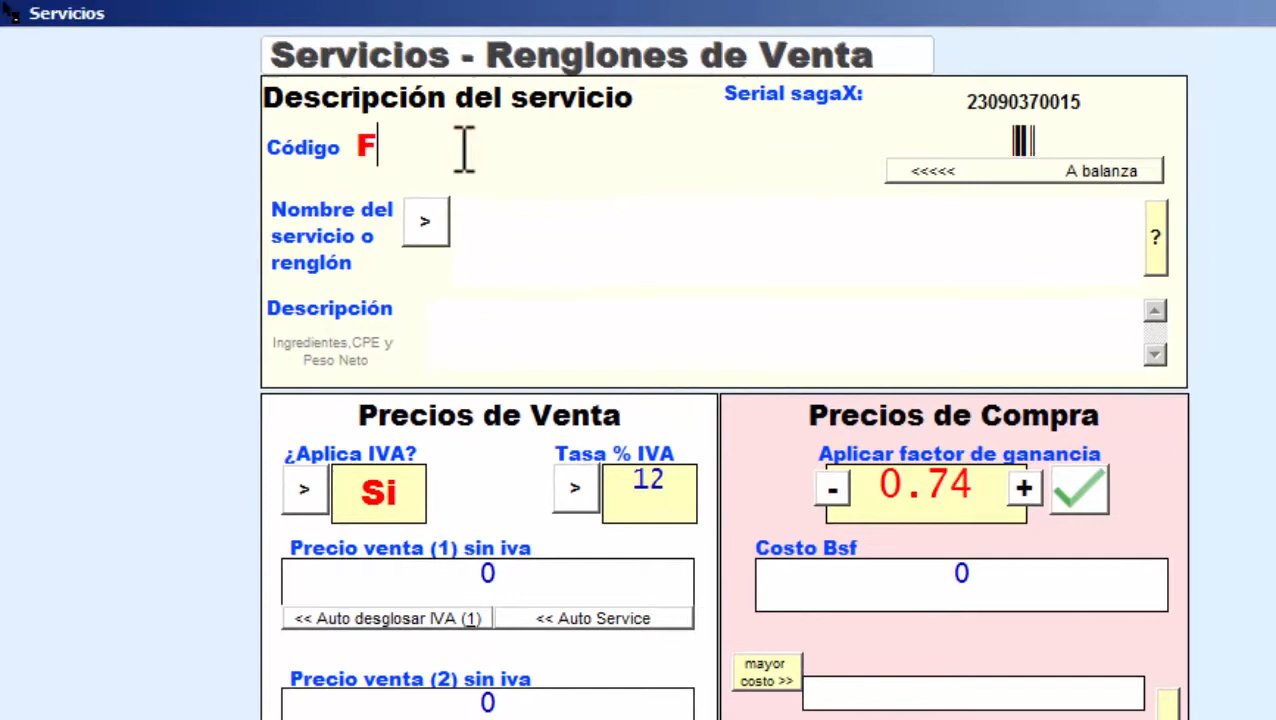 Servicios
Servicios - Renglones de Venta
Descripción del servicio
Serial sagaX:
23090370015
Código F
<<<<< A balanza
Nombre del
servicio o
renglón
>
?
Descripción
Ingredientes,CPE y
Peso Neto
Precios de Venta
¿Aplica IVA?
Tasa % IVA
>
Si
>
12
Precio venta (1) sin iva
0
<< Auto desglosar IVA (1)
<< Auto Service
Precio venta (2) sin iva
0
Precios de Compra
Aplicar factor de ganancia
- 0.74 +
Costo Bsf
0
mayor
costo >>